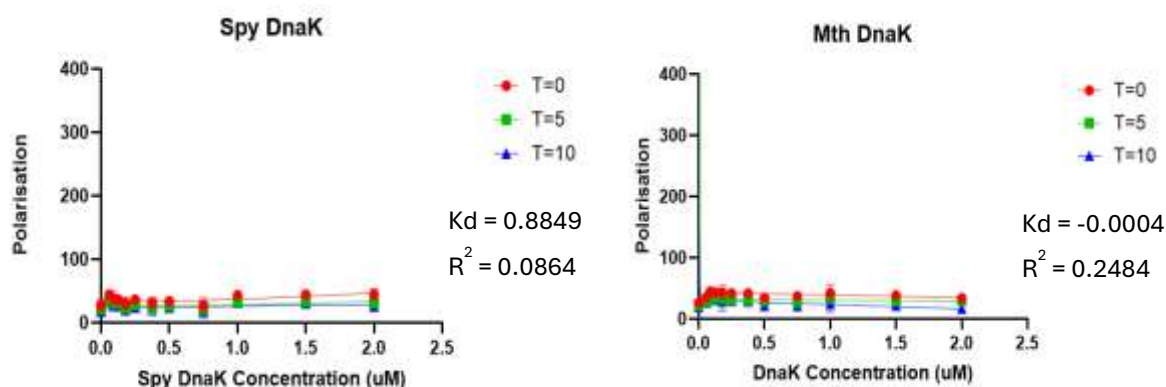 Spy DnaK
400
300
200
100
0
Polarisation
0.0 0.5 1.0 1.5 2.0 2.5
Spy DnaK Concentration (uM)
T=0
T=5
T=10
Kd = 0.8849
R² = 0.0864
Mth DnaK
400
300
200
100
0
Polarisation
0.0 0.5 1.0 1.5 2.0 2.5
DnaK Concentration (uM)
T=0
T=5
T=10
Kd = -0.0004
R² = 0.2484